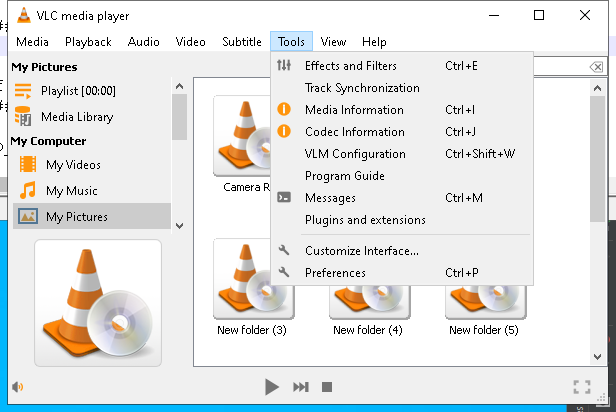 VLC media player
Media Playback Audio Video Subtitle Tools View Help
My Pictures
Playlist [00:00]
Media Library
My Computer
My Videos
My Music
My Pictures
Effects and Filters Ctrl+E
Track Synchronization
Media Information Ctrl+I
Codec Information Ctrl+J
VLM Configuration Ctrl+Shift+W
Program Guide
Messages Ctrl+M
Plugins and extensions
Customize Interface...
Preferences Ctrl+P
Camera R
New folder (3) New folder (4) New folder (5)